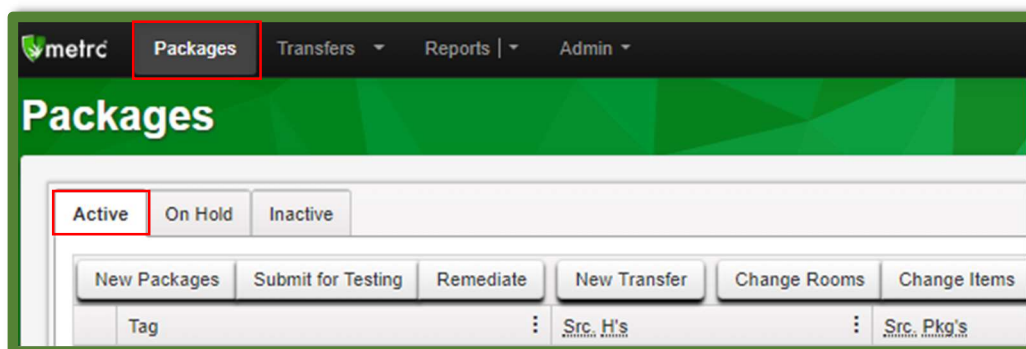 metrc Packages Transfers Reports | Admin
Packages
Active On Hold Inactive
New Packages Submit for Testing Remediate New Transfer Change Rooms Change Items
Tag Src. H's Src. Pkg's